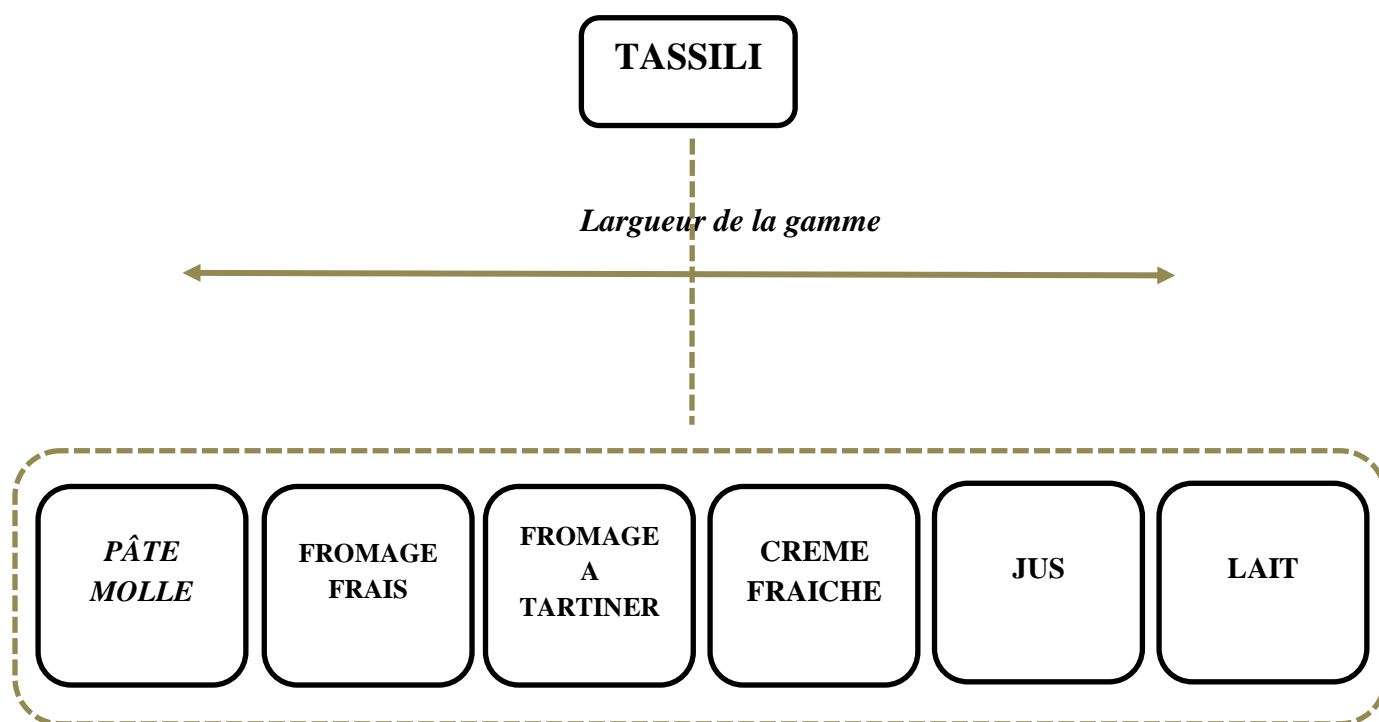 TASSILI
Largueur de la gamme
PÂTE
MOLLE
FROMAGE
FRAIS
FROMAGE
A
TARTINER
CREME
FRAICHE
JUS
LAIT